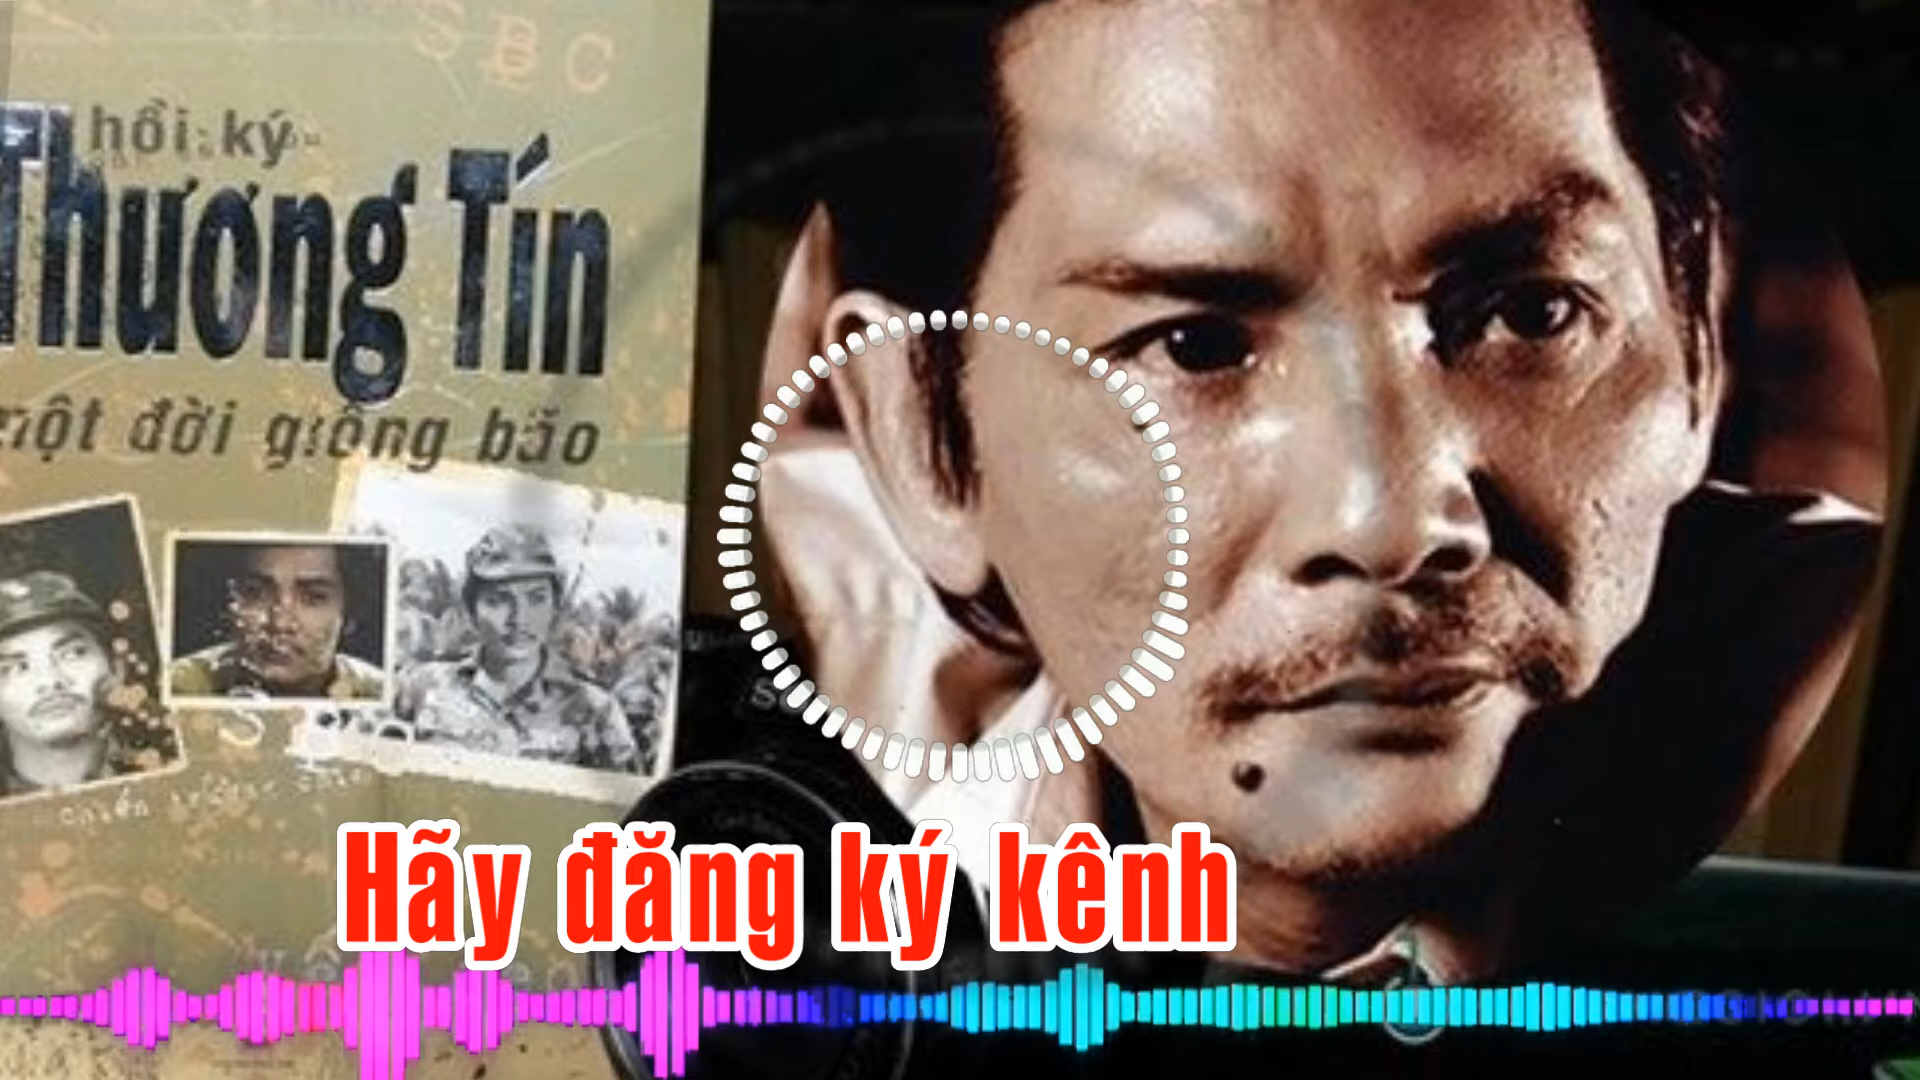 hồi ký
Thương Tín
một đời giông bão
Hãy đăng ký kênh